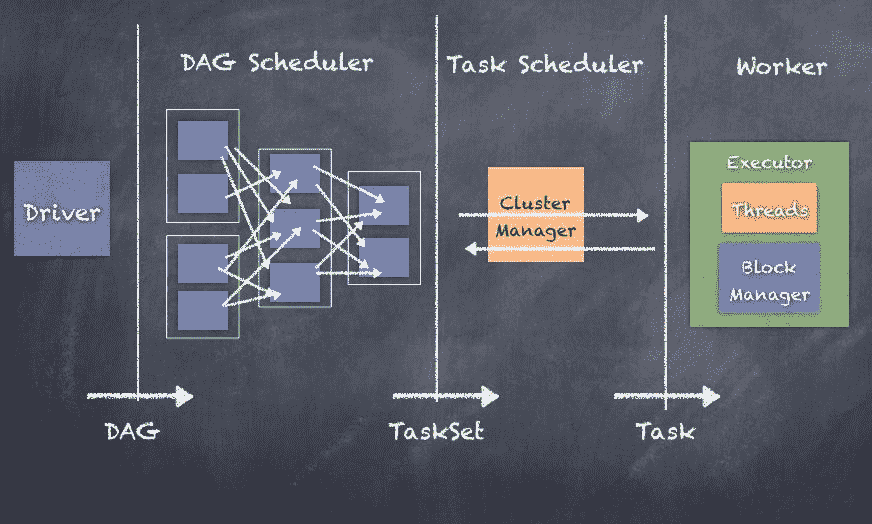 DAG Scheduler
Task Scheduler
Worker
Driver
Cluster
Manager
Executor
Threads
Block
Manager
DAG
TaskSet
Task